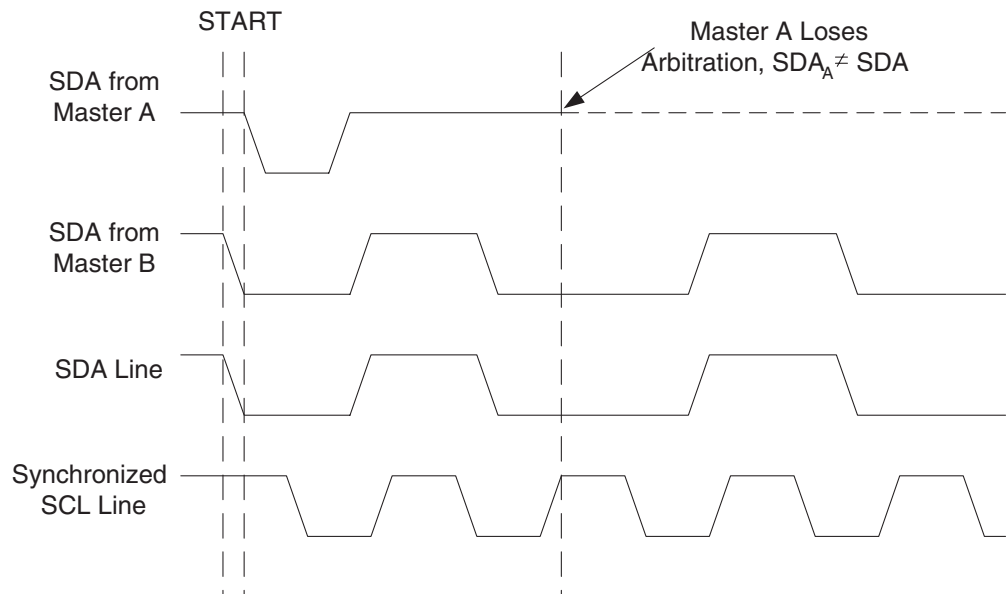 START
Master A Loses
Arbitration, SDA_A ≠ SDA
SDA from
Master A
SDA from
Master B
SDA Line
Synchronized
SCL Line